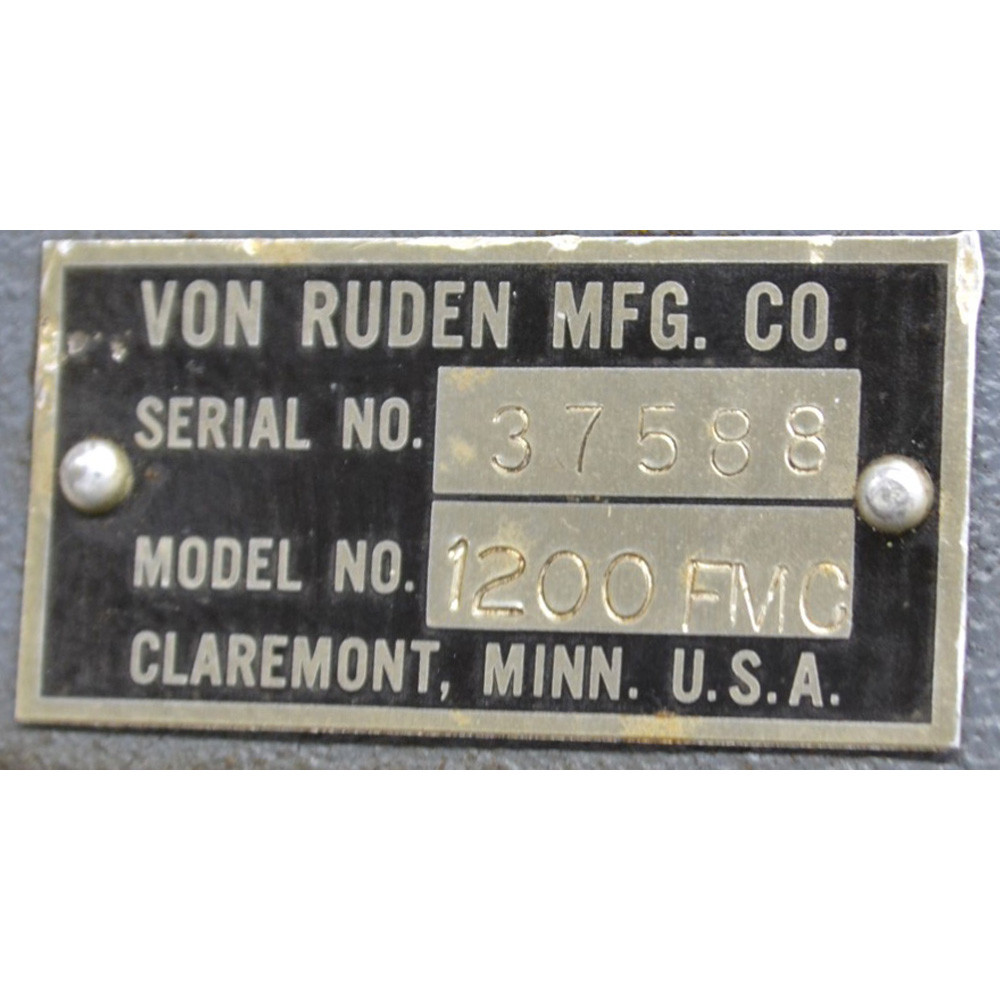 VON RUDEN MFG. CO.
SERIAL NO. 37588
MODEL NO. 1200 FMC
CLAREMONT, MINN. U.S.A.